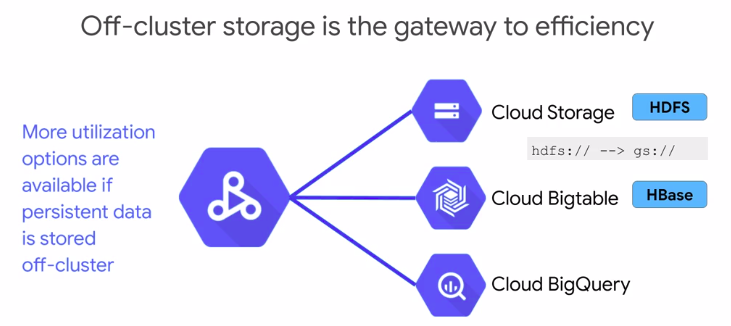 Off-cluster storage is the gateway to efficiency
More utilization
options are
available if
persistent data
is stored
off-cluster
Cloud Storage
HDFS
hdfs:// --> gs://
Cloud Bigtable
HBase
Cloud BigQuery